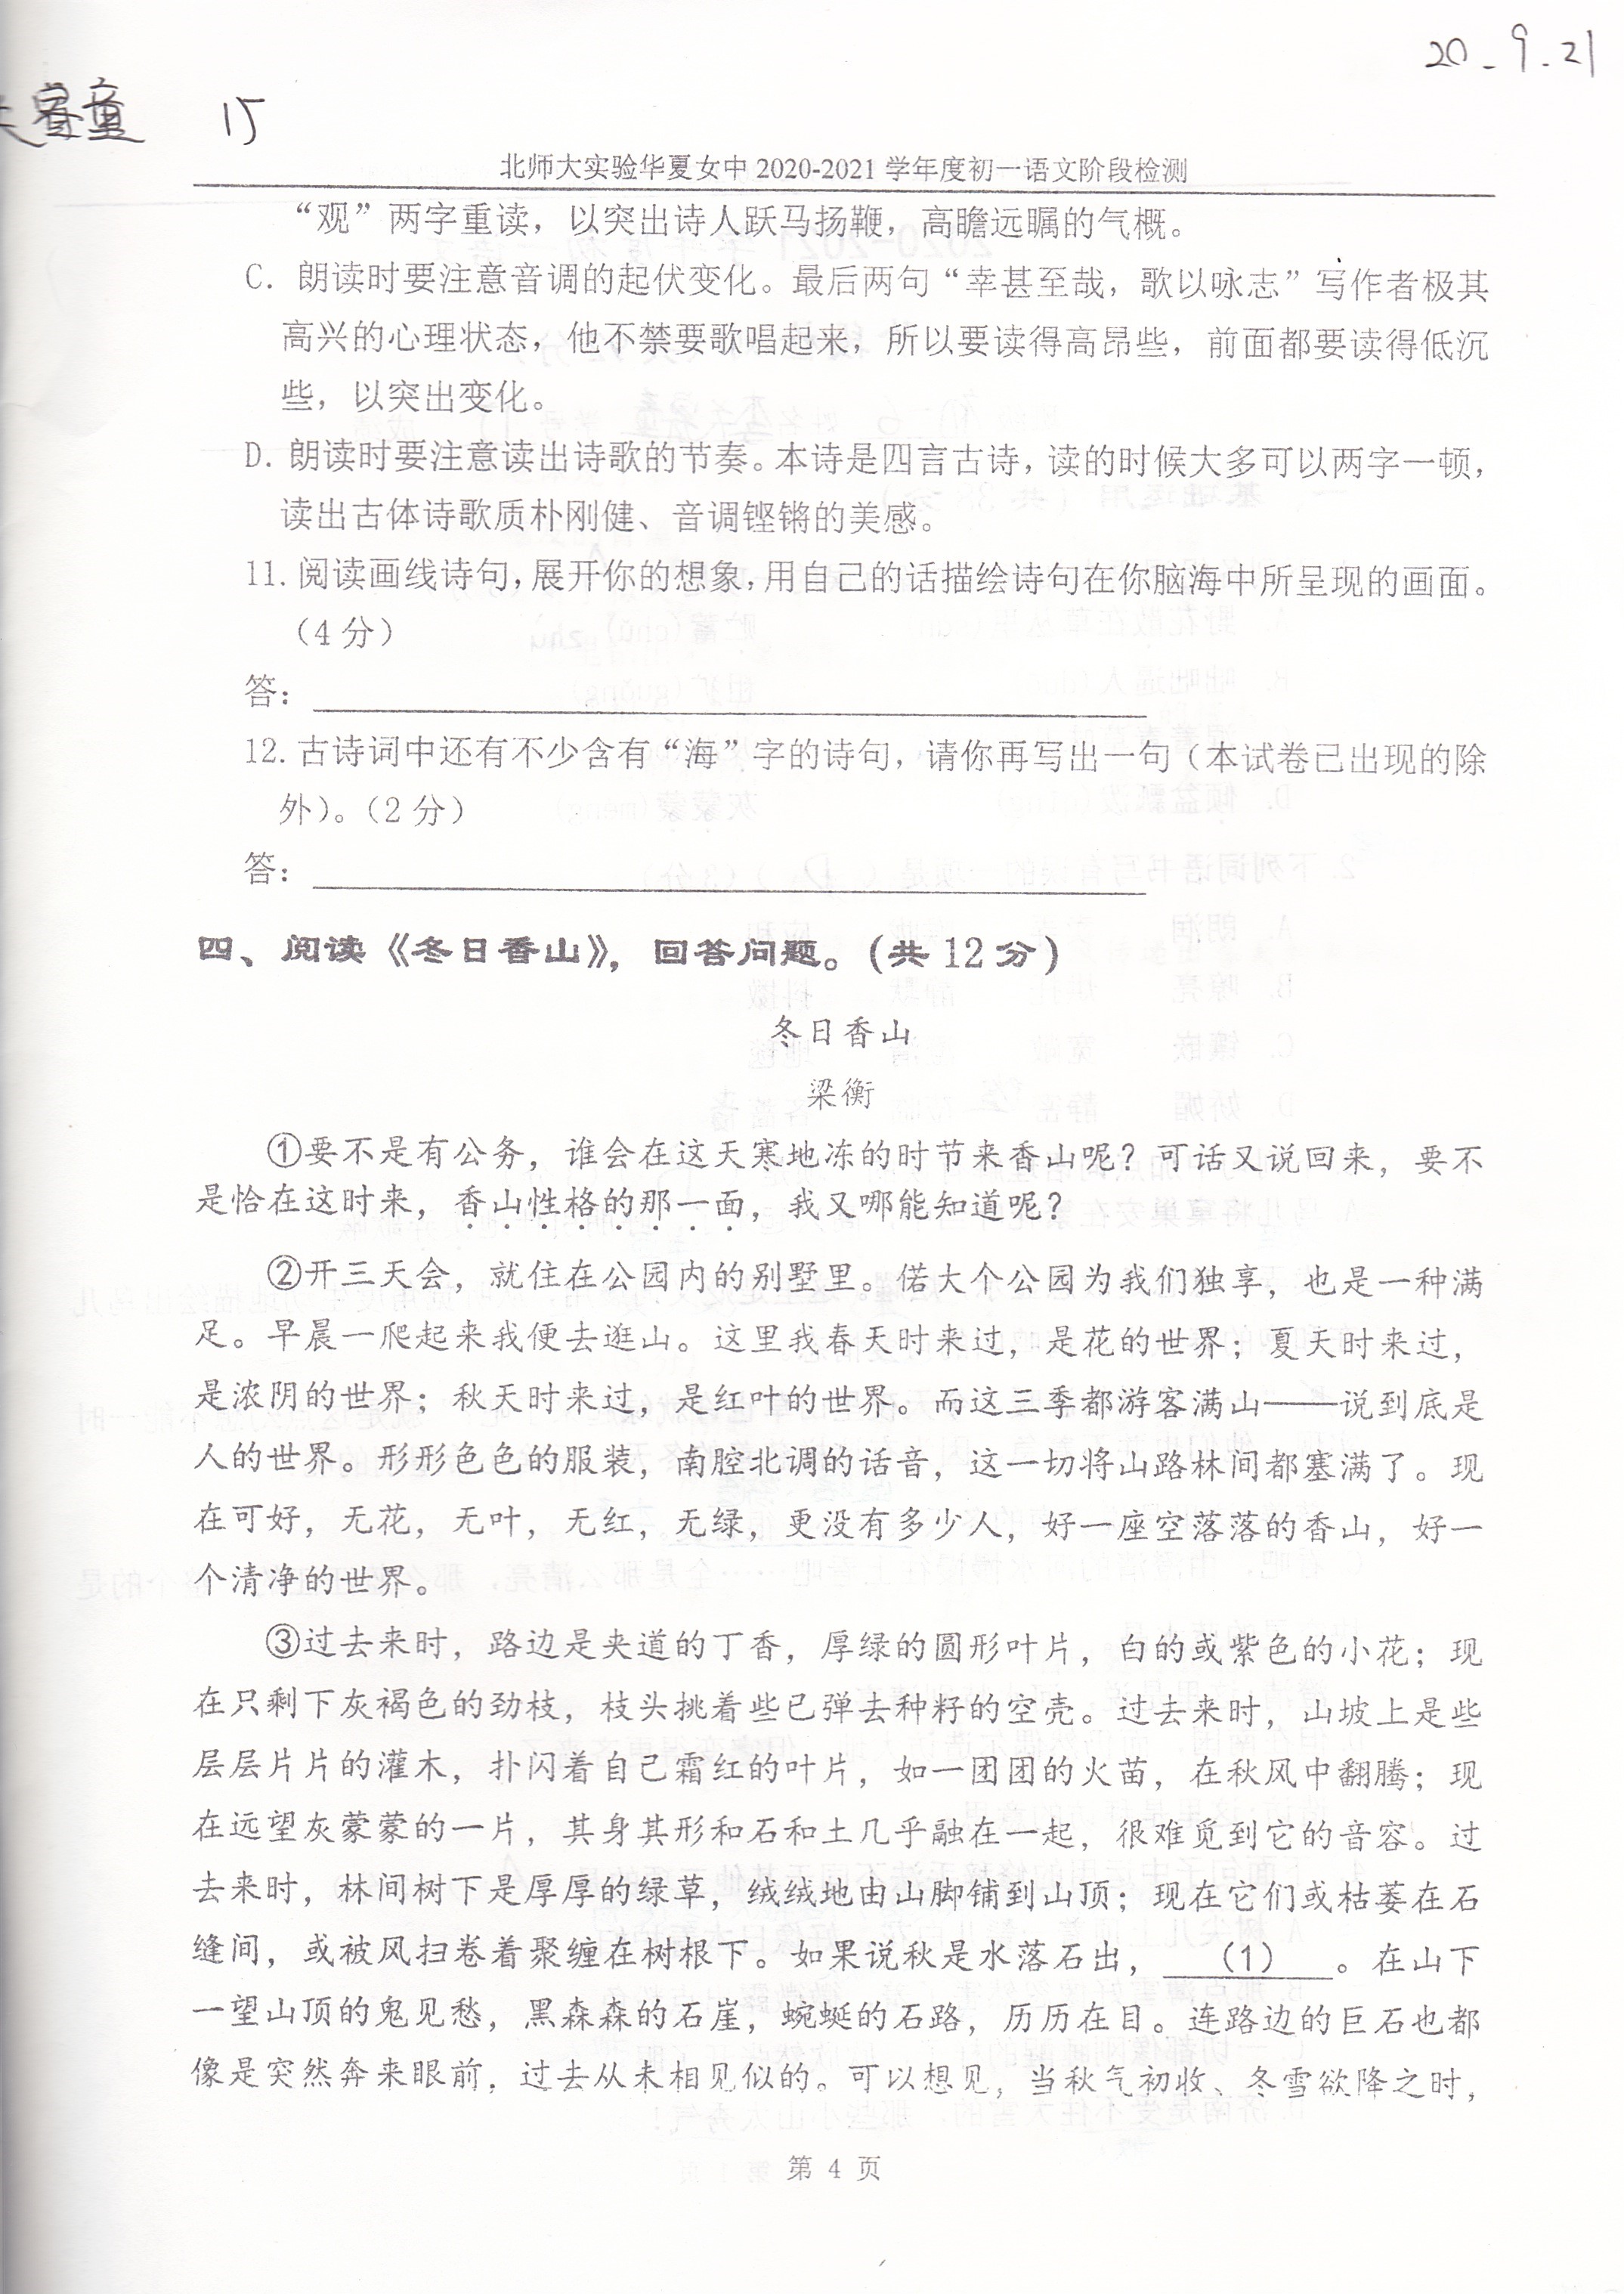 20.9.21
睿童 15
北师大实验华夏女中 2020-2021 学年度初一语文阶段检测
“观”两字重读，以突出诗人跃马扬鞭，高瞻远瞩的气概。
C. 朗读时要注意音调的起伏变化。最后两句“幸甚至哉，歌以咏志”写作者极其
高兴的心理状态，他不禁要歌唱起来，所以要读得高昂些，前面都要读得低沉
些，以突出变化。
D. 朗读时要注意读出诗歌的节奏。本诗是四言古诗，读的时候大多可以两字一顿，
读出古体诗歌质朴刚健、音调铿锵的美感。
11. 阅读画线诗句，展开你的想象，用自己的话描绘诗句在你脑海中所呈现的画面。
（4 分）
答：
12. 古诗词中还有不少含有“海”字的诗句，请你再写出一句（本试卷已出现的除
外）。（2 分）
答：
四、阅读《冬日香山》，回答问题。（共 12 分）
冬日香山
梁衡
①要不是有公务，谁会在这天寒地冻的时节来香山呢？可话又说回来，要不
是恰在这时来，香山性格的那一面，我又哪能知道呢？
②开三天会，就住在公园内的别墅里。偌大个公园为我们独享，也是一种满
足。早晨一爬起来我便去逛山。这里我春天时来过，是花的世界；夏天时来过，
是浓阴的世界；秋天时来过，是红叶的世界。而这三季都游客满山——说到底是
人的世界。形形色色的服装，南腔北调的话音，这一切将山路林间都塞满了。现
在可好，无花，无叶，无红，无绿，更没有多少人，好一座空落落的香山，好一
个清净的世界。
③过去来时，路边是夹道的丁香，厚绿的圆形叶片，白的或紫色的小花；现
在只剩下灰褐色的劲枝，枝头挑着些已弹去种籽的空壳。过去来时，山坡上是些
层层片片的灌木，扑闪着自己霜红的叶片，如一团团的火苗，在秋风中翻腾；现
在远望灰蒙蒙的一片，其身其形和石和土几乎融在一起，很难觅到它的音容。过
去来时，林间树下是厚厚的绿草，绒绒地由山脚铺到山顶；现在它们或枯萎在石
缝间，或被风扫卷着聚缠在树根下。如果说秋是水落石出，（1）。在山下
一望山顶的鬼见愁，黑森森的石崖，蜿蜒的石路，历历在目。连路边的巨石也都
像是突然奔来眼前，过去从未相见似的。可以想见，当秋气初收、冬雪欲降之时，
第 4 页